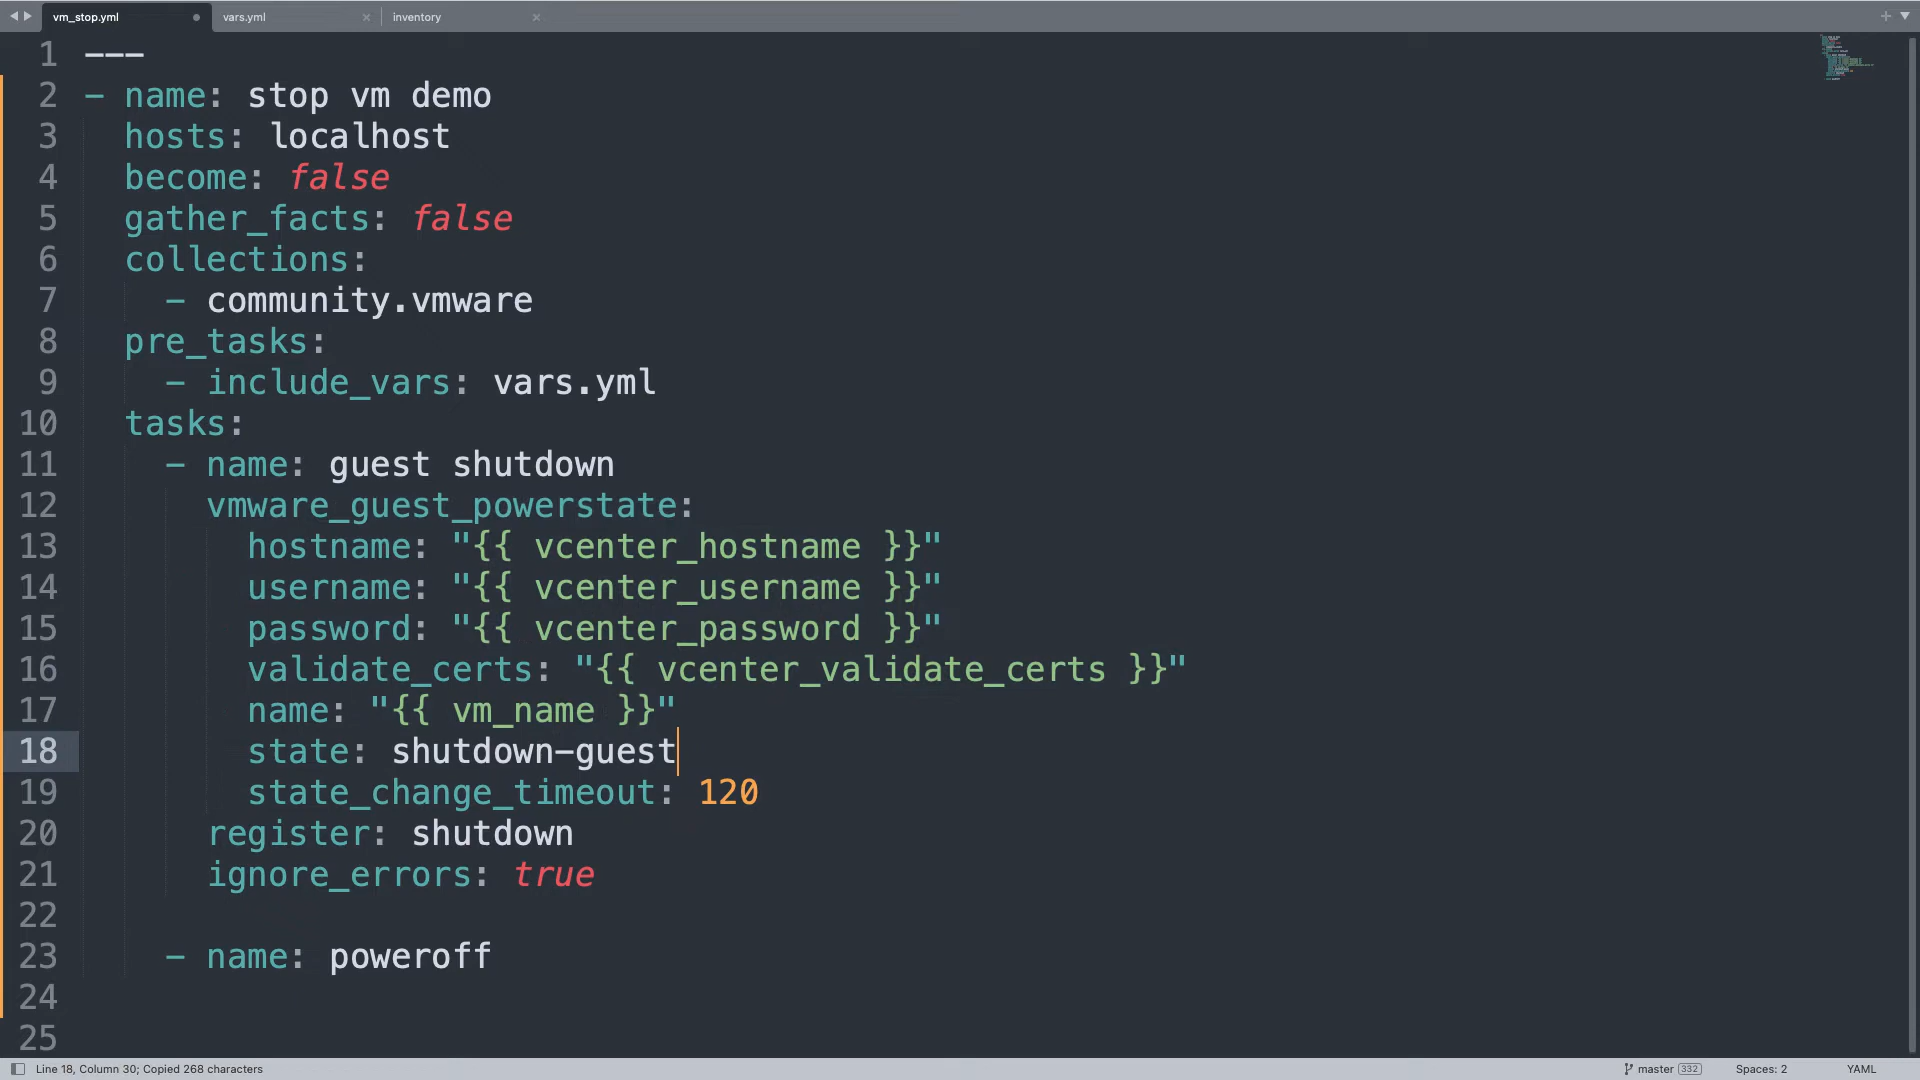 vm_stop.yml
vars.yml
inventory
1 ---
2 - name: stop vm demo
3 hosts: localhost
4 become: false
5 gather_facts: false
6 collections:
7 - community.vmware
8 pre_tasks:
9 - include_vars: vars.yml
10 tasks:
11 - name: guest shutdown
12 vmware_guest_powerstate:
13 hostname: "{{ vcenter_hostname }}"
14 username: "{{ vcenter_username }}"
15 password: "{{ vcenter_password }}"
16 validate_certs: "{{ vcenter_validate_certs }}"
17 name: "{{ vm_name }}"
18 state: shutdown-guest
19 state_change_timeout: 120
20 register: shutdown
21 ignore_errors: true
22
23 - name: poweroff
24
25
Line 18, Column 30; Copied 268 characters
master 332
Spaces: 2
YAML